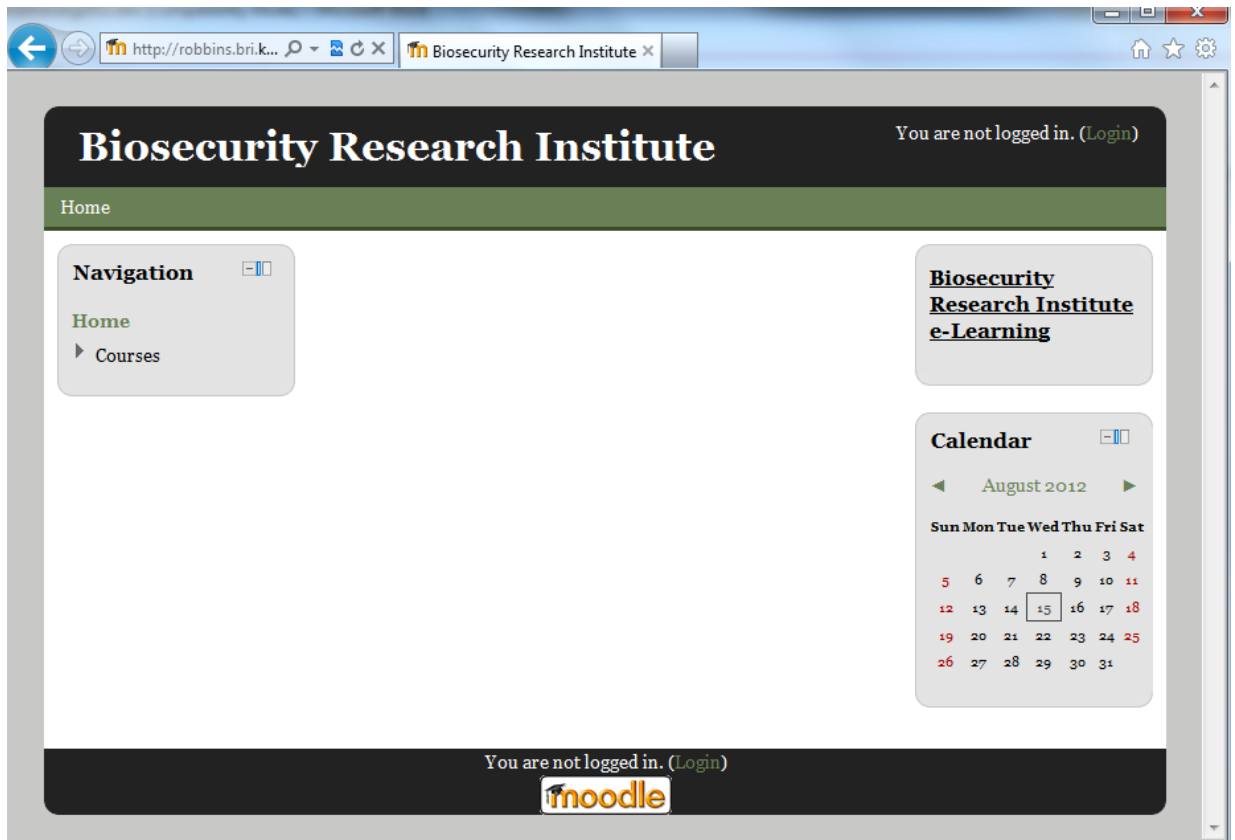 http://robbins.bri.k...
Biosecurity Research Institute
Biosecurity Research Institute
You are not logged in. (Login)
Home
Navigation
Home
Courses
Biosecurity
Research Institute
e-Learning
Calendar
◄ August 2012 ►
Sun Mon Tue Wed Thu Fri Sat
1 2 3 4
5 6 7 8 9 10 11
12 13 14 15 16 17 18
19 20 21 22 23 24 25
26 27 28 29 30 31
You are not logged in. (Login)
moodle